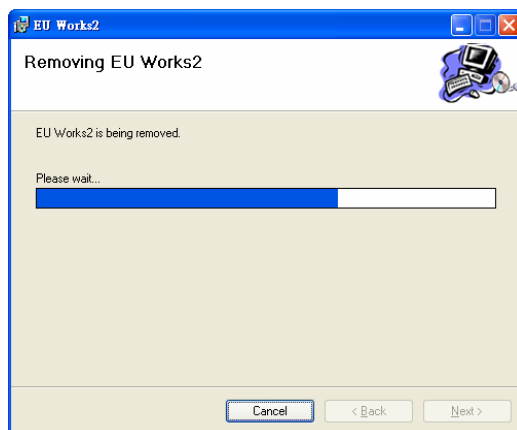 EU Works2
Removing EU Works2
EU Works2 is being removed.
Please wait...
Cancel
< Back
Next >